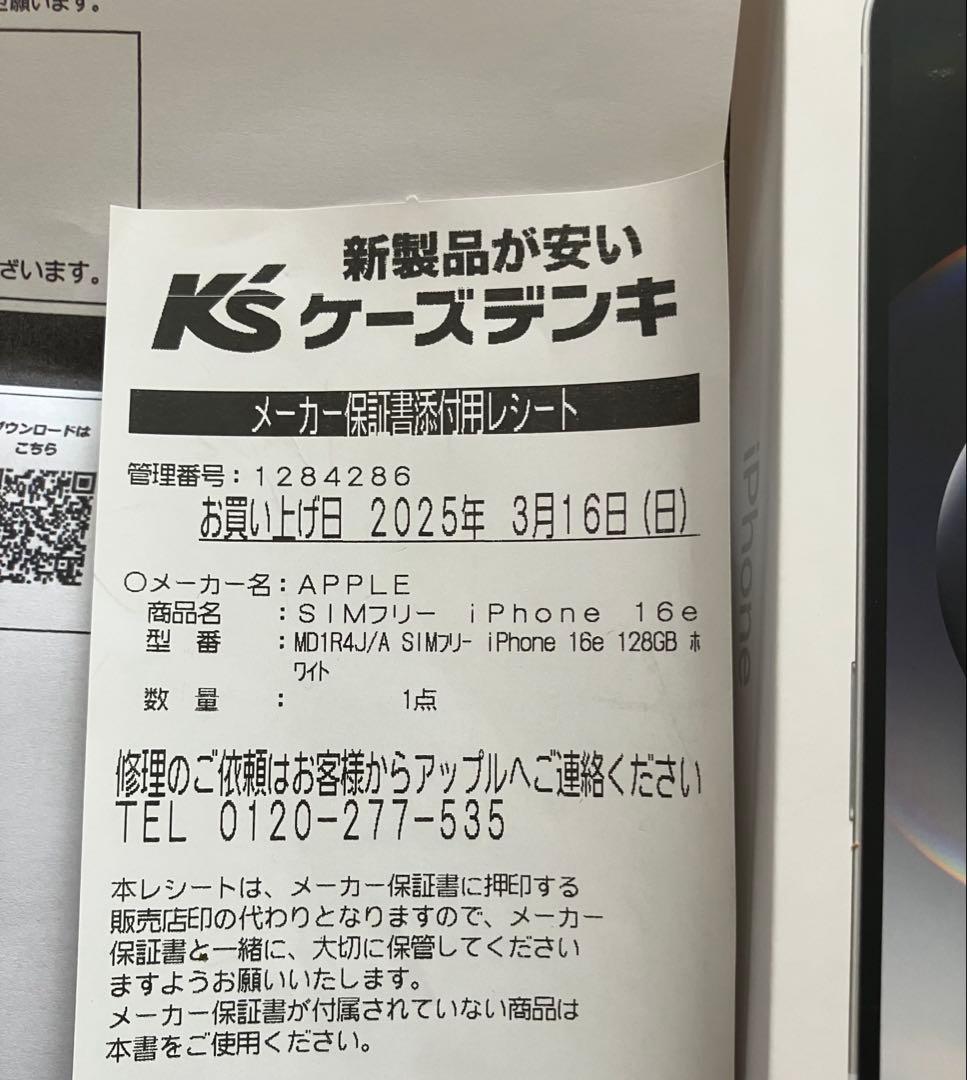 願います。
ざいます。
ダウンロードは
こちら
新製品が安い
K's ケーズデンキ
メーカー保証書添付用レシート
管理番号：1284286
お買い上げ日 2025年 3月16日(日)
○メーカー名：APPLE
商品名 ：SIMフリー iPhone 16e
型 番 ：MD1R4J/A SIMフリー iPhone 16e 128GB ホ
ワイト
数 量 ： 1点
修理のご依頼はお客様からアップルへご連絡ください
TEL 0120-277-535
本レシートは、メーカー保証書に押印する
販売店印の代わりとなりますので、メーカー
保証書と一緒に、大切に保管してください
ますようお願いいたします。
メーカー保証書が付属されていない商品は
本書をご使用ください。
iPhone